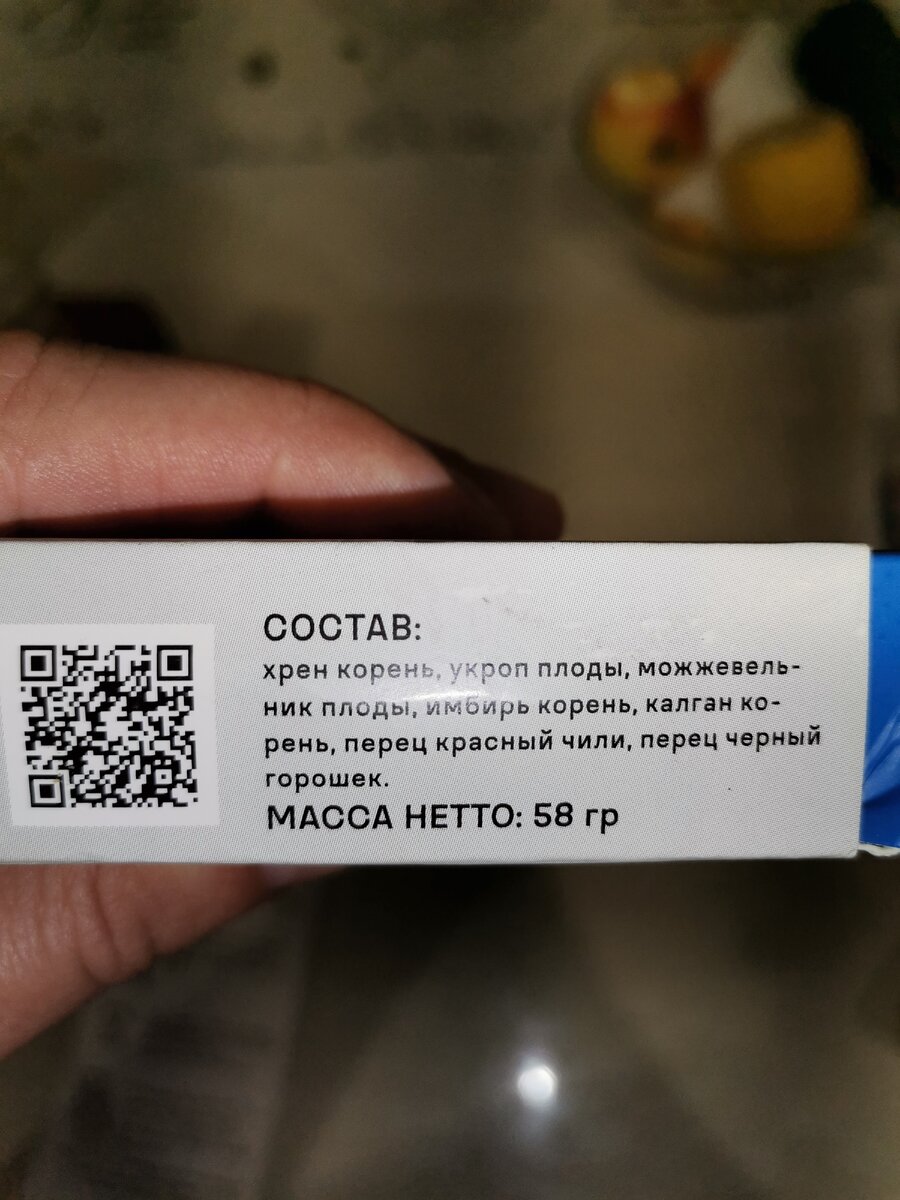 СОСТАВ:
хрен корень, укроп плоды, можжевель-
ник плоды, имбирь корень, калган ко-
рень, перец красный чили, перец черный
горошек.
МАССА НЕТТО: 58 гр